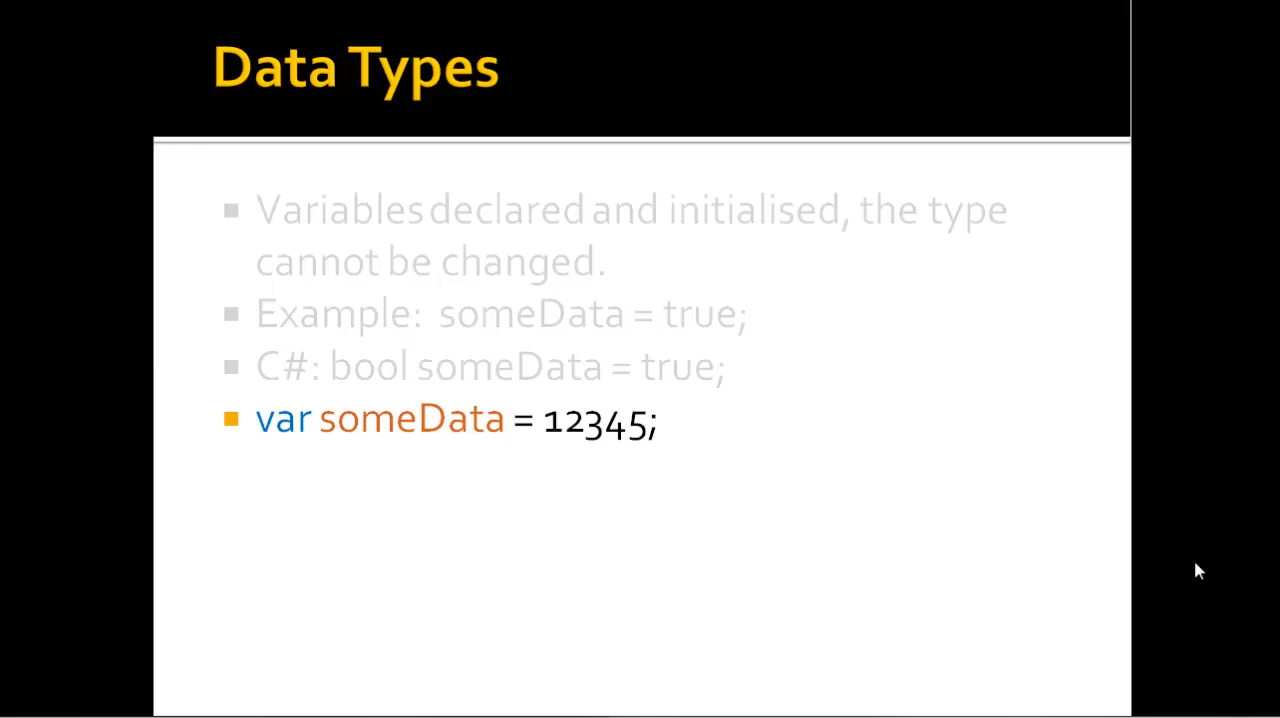 Data Types
Variables declared and initialised, the type
cannot be changed.
Example: someData = true;
C#: bool someData = true;
var someData = 12345;